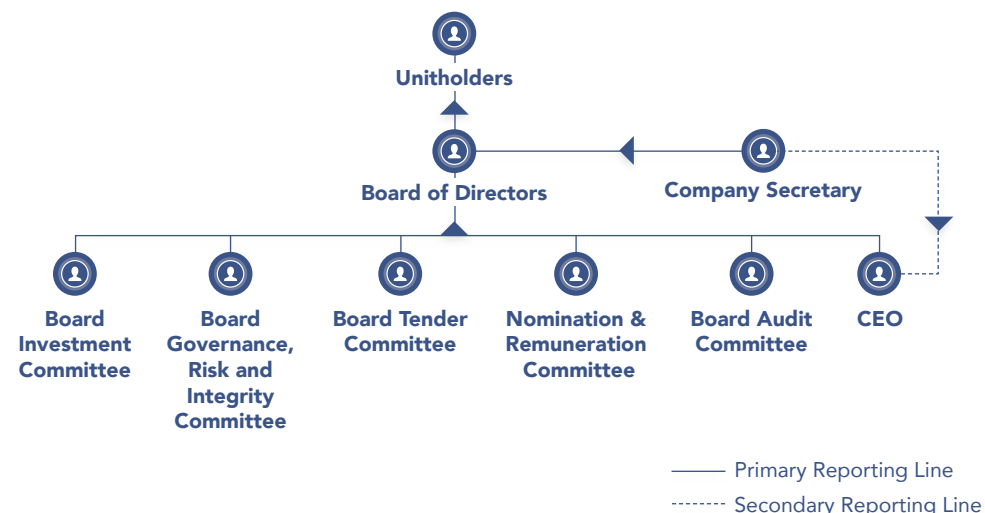 Unitholders
Board of Directors
Company Secretary
Board
Investment
Committee
Board
Governance,
Risk and
Integrity
Committee
Board Tender
Committee
Nomination &
Remuneration
Committee
Board Audit
Committee
CEO
Primary Reporting Line
Secondary Reporting Line